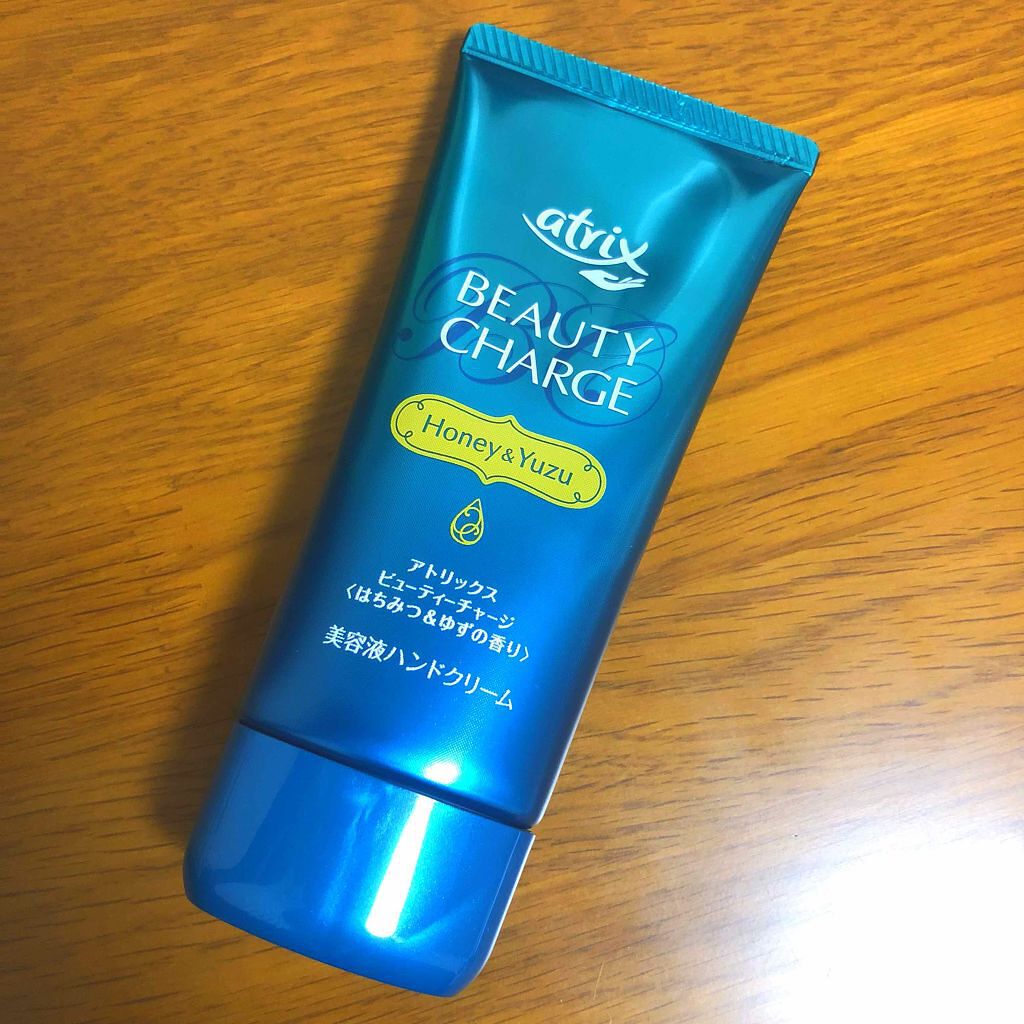 atrix
BEAUTY
CHARGE
Honey&Yuzu
アトリックス
ビューティーチャージ
〈はちみつ&ゆずの香り〉
美容液ハンドクリーム